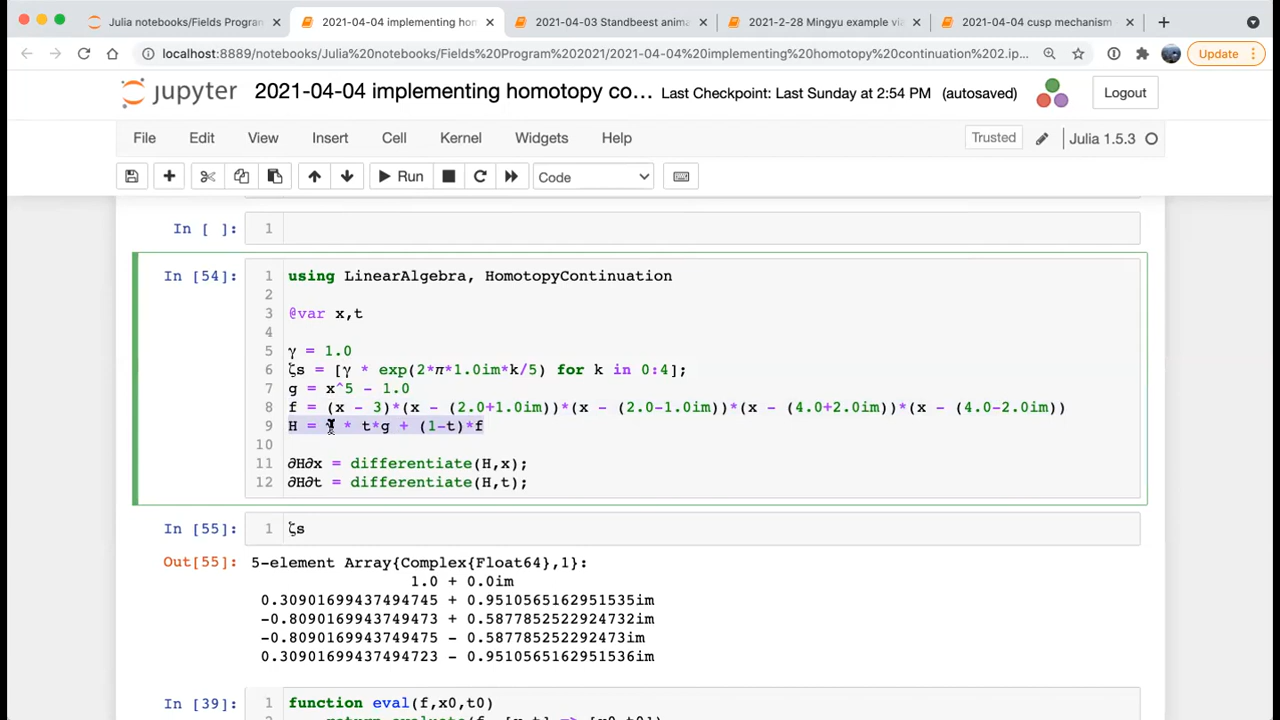 Julia notebooks/Fields Program
2021-04-04 implementing hom
2021-04-03 Standbeest anima
2021-2-28 Mingyu example via
2021-04-04 cusp mechanism
localhost:8889/notebooks/Julia%20notebooks/Fields%20Program%202021/2021-04-04%20implementing%20homotopy%20continuation%202.ip...
Update
jupyter 2021-04-04 implementing homotopy co... Last Checkpoint: Last Sunday at 2:54 PM (autosaved) Logout
File Edit View Insert Cell Kernel Widgets Help Trusted Julia 1.5.3
Run Code
In [ ]: 1
In [54]: 1 using LinearAlgebra, HomotopyContinuation
2
3 @var x,t
4
5 γ = 1.0
6 ζs = [γ * exp(2*π*1.0im*k/5) for k in 0:4];
7 g = x^5 - 1.0
8 f = (x - 3)*(x - (2.0+1.0im))*(x - (2.0-1.0im))*(x - (4.0+2.0im))*(x - (4.0-2.0im))
9 H = γ * t*g + (1-t)*f
10
11 ∂H∂x = differentiate(H,x);
12 ∂H∂t = differentiate(H,t);
In [55]: 1 ζs
Out[55]: 5-element Array{Complex{Float64},1}:
1.0 + 0.0im
0.30901699437494745 + 0.9510565162951535im
-0.8090169943749473 + 0.5877852522924732im
-0.8090169943749475 - 0.587785252292473im
0.30901699437494723 - 0.9510565162951536im
In [39]: 1 function eval(f,x0,t0)